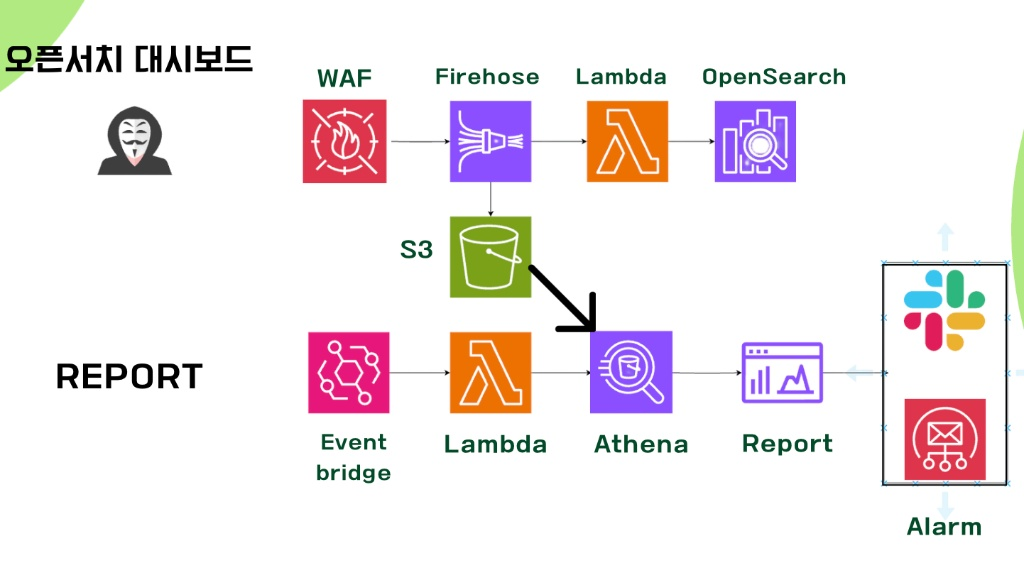 오픈서치 대시보드
WAF
Firehose
Lambda
OpenSearch
S3
REPORT
Event
bridge
Lambda
Athena
Report
Alarm